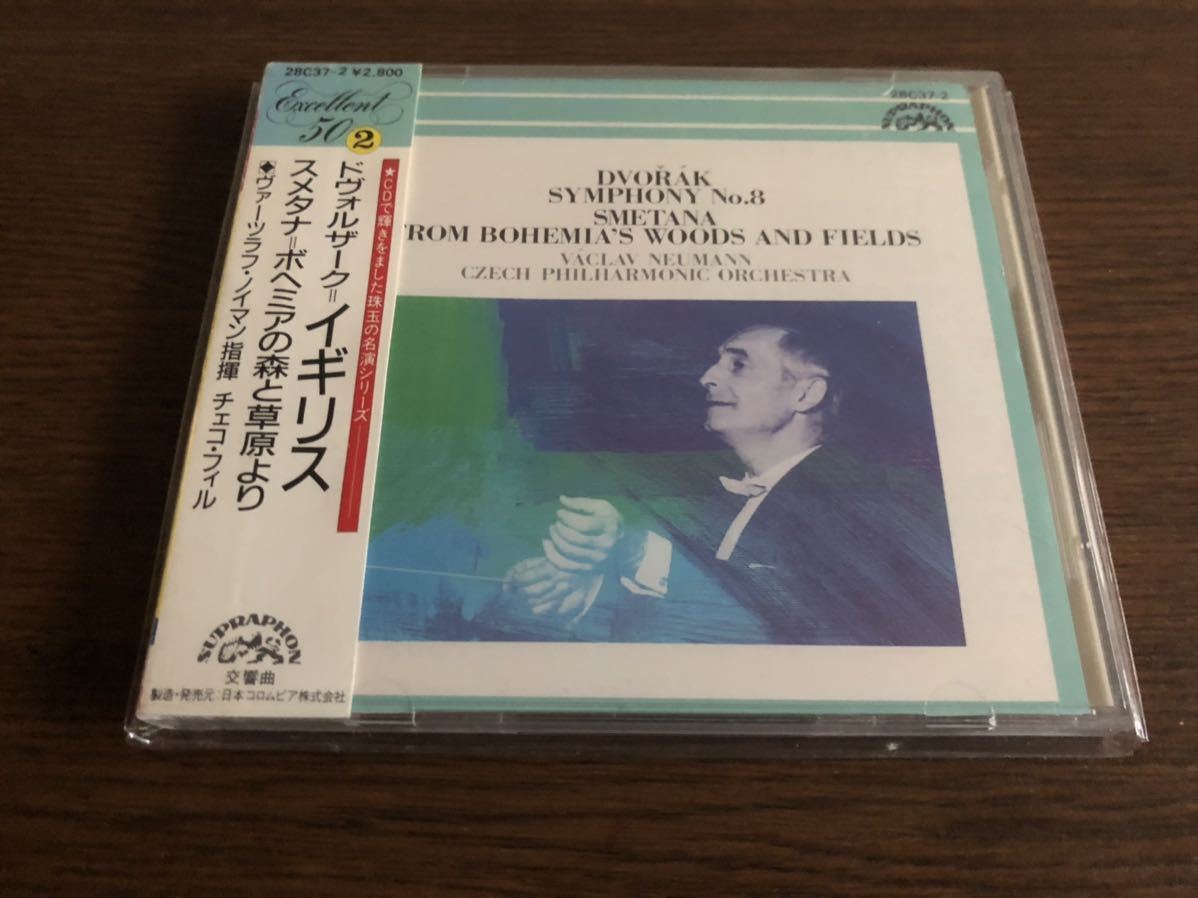 28C37-2 ¥2,800
Excellent
50 2
★CDで輝きをました珠玉の名演シリーズ
ドヴォルザーク=イギリス
スメタナ=ボヘミアの森と草原より
◆ヴァーツラフ・ノイマン指揮 チェコ・フィル
SUPRAPHON
交響曲
製造・発売元:日本コロムビア株式会社
28C37-2
SUPRAPHON
DVOŘÁK
SYMPHONY No.8
SMETANA
FROM BOHEMIA'S WOODS AND FIELDS
VÁCLAV NEUMANN
CZECH PHILHARMONIC ORCHESTRA